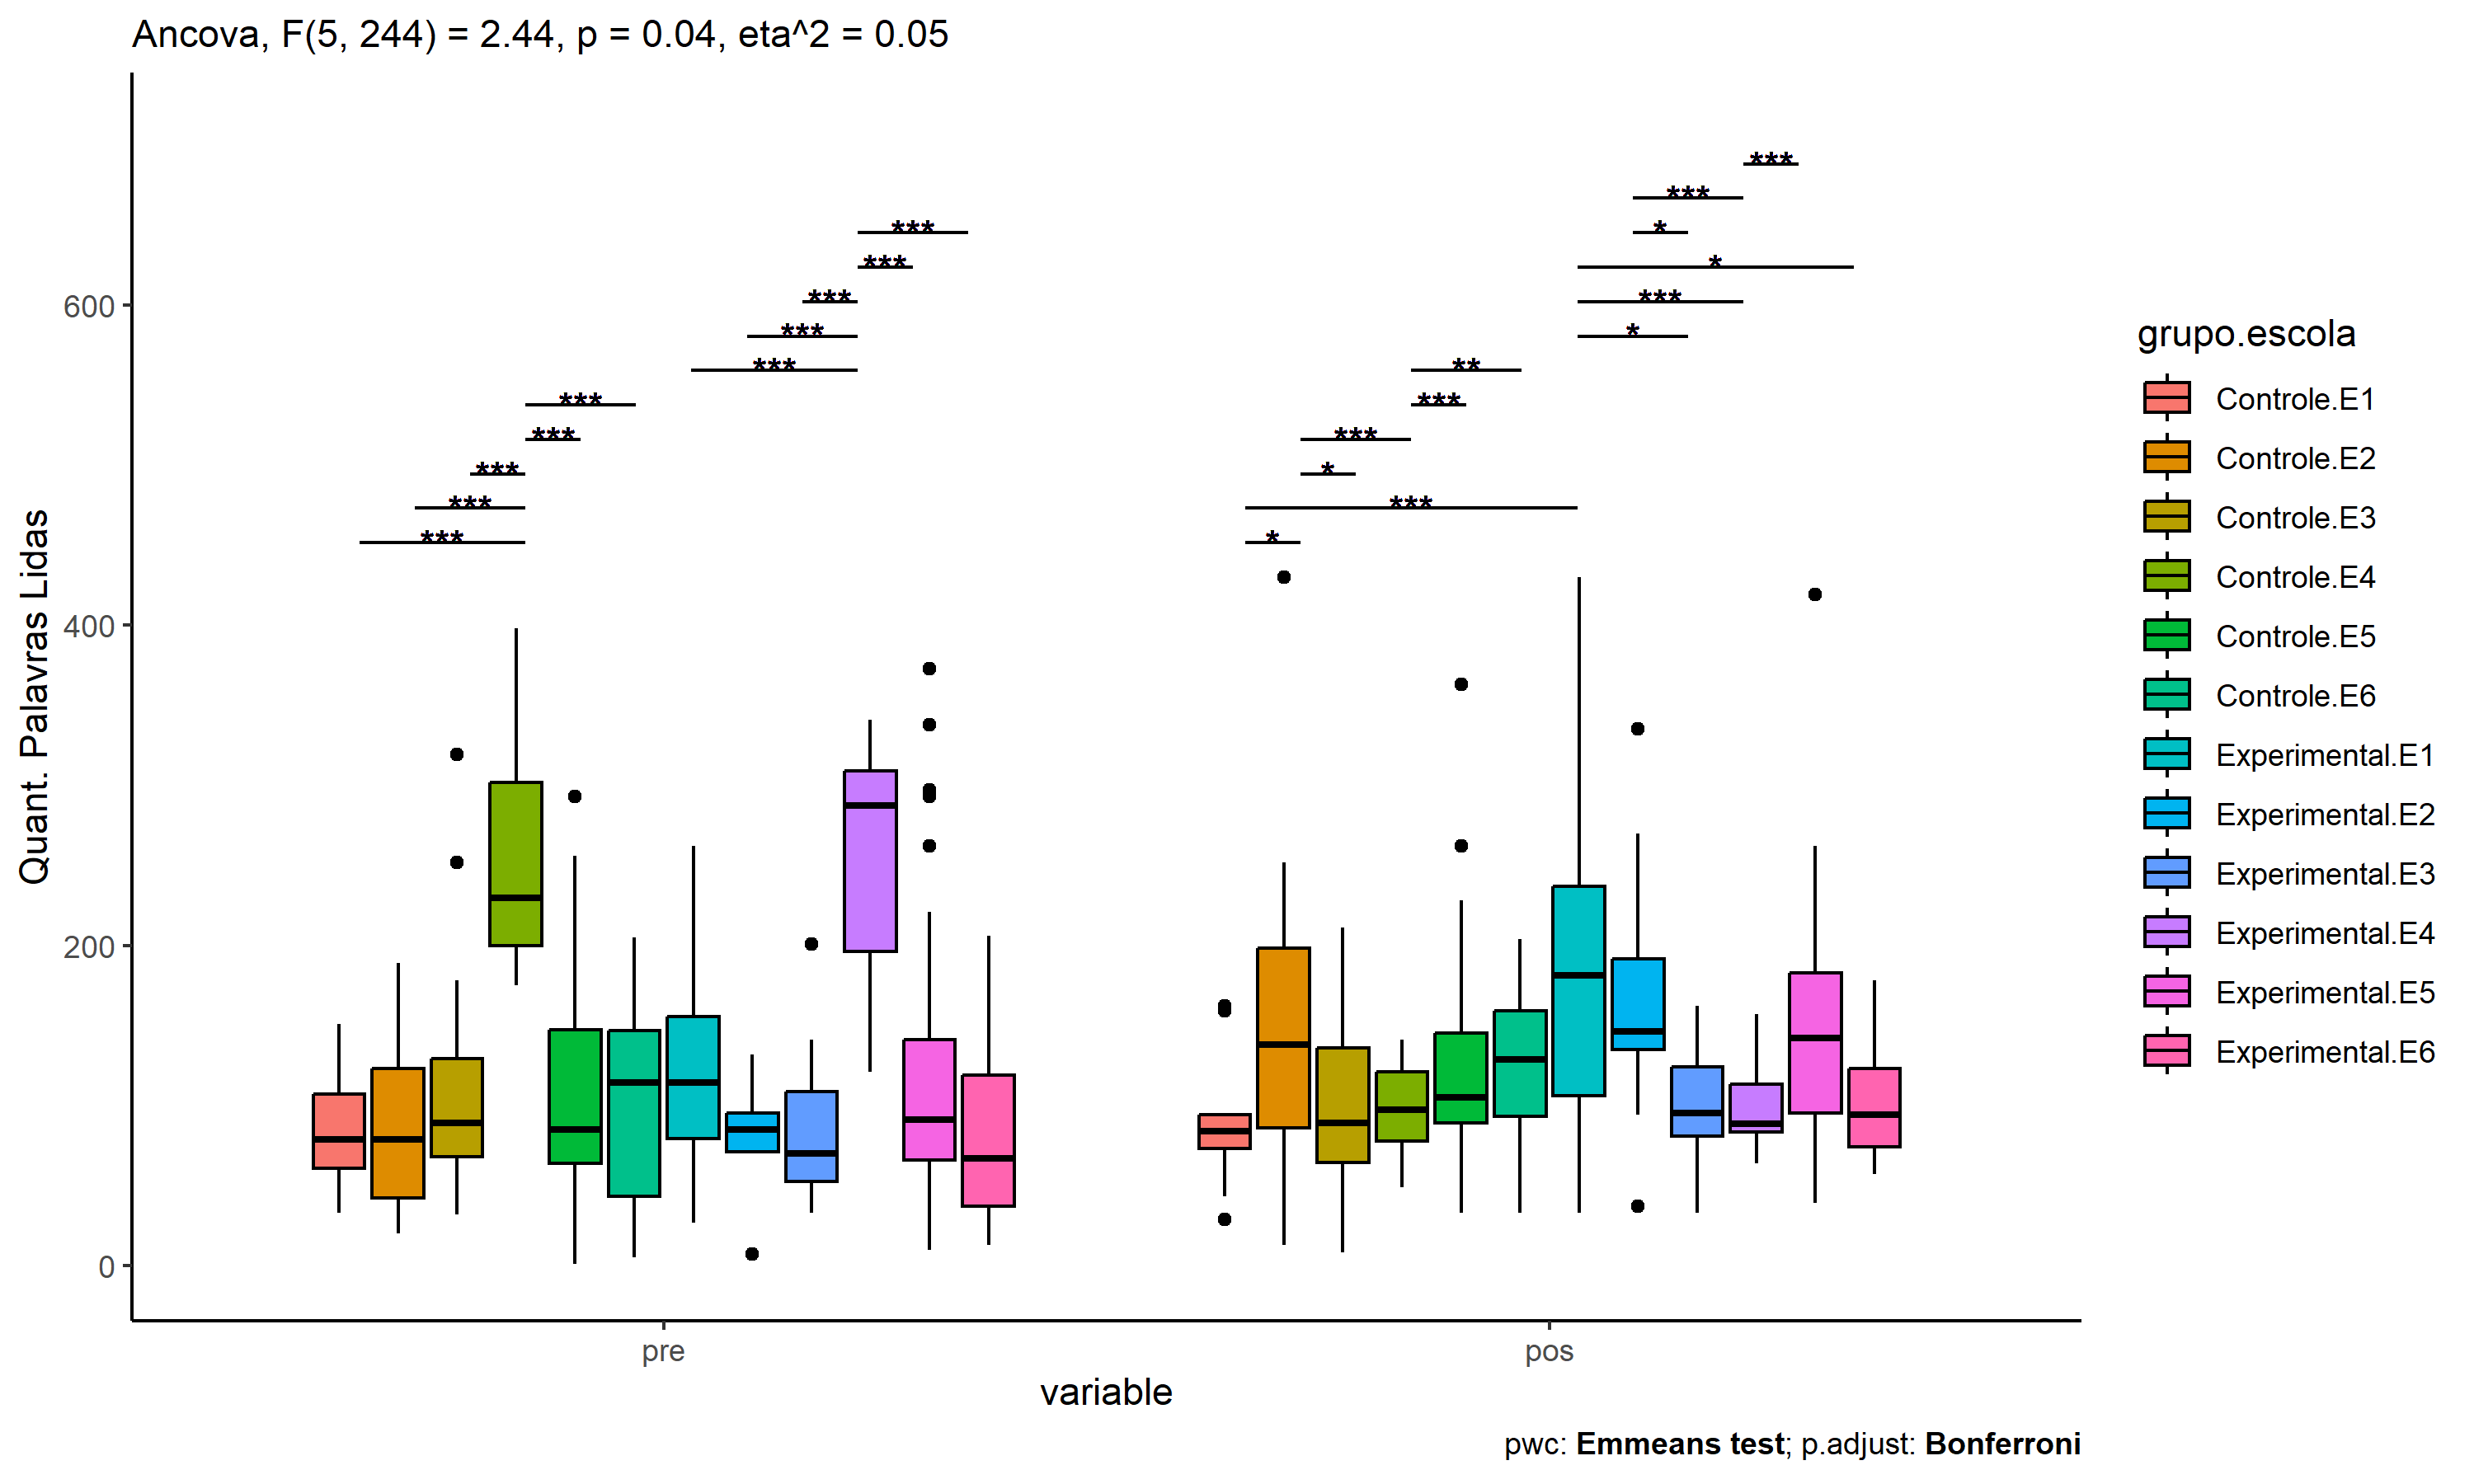 Ancova, F(5, 244) = 2.44, p = 0.04, eta^2 = 0.05
Quant. Palavras Lidas
600
400
200
0
***
***
***
***
***
***
***
***
***
***
***
*
***
*
***
***
**
*
***
*
*
***
***
pre
pos
variable
grupo.escola
Controle.E1
Controle.E2
Controle.E3
Controle.E4
Controle.E5
Controle.E6
Experimental.E1
Experimental.E2
Experimental.E3
Experimental.E4
Experimental.E5
Experimental.E6
pwc: Emmeans test; p.adjust: Bonferroni